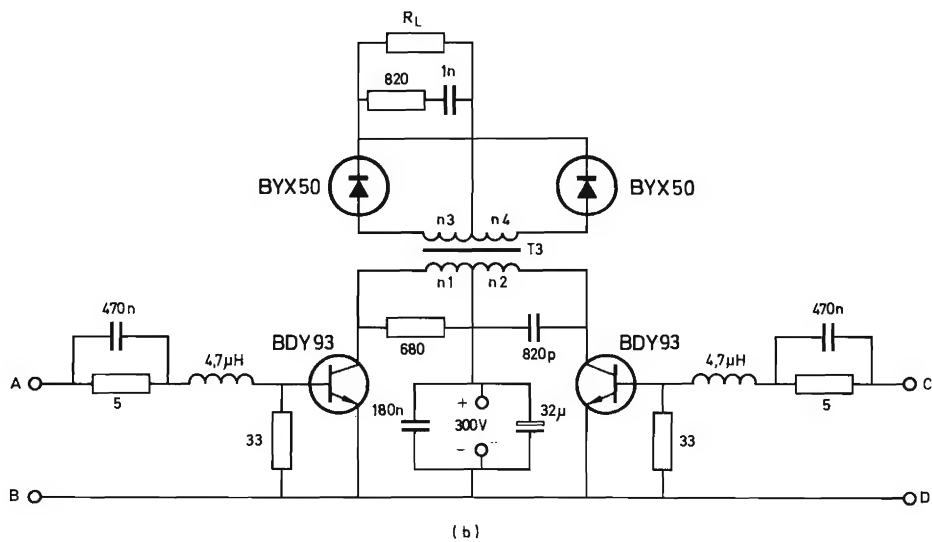 R_L
820
1n
BYX50
BYX50
n3 n4
T3
n1 n2
470n
470n
BDY93
BDY93
4,7µH
4,7µH
680
820p
A
C
5
5
180n
+
300V
-
32µ
33
33
B
D
(b)